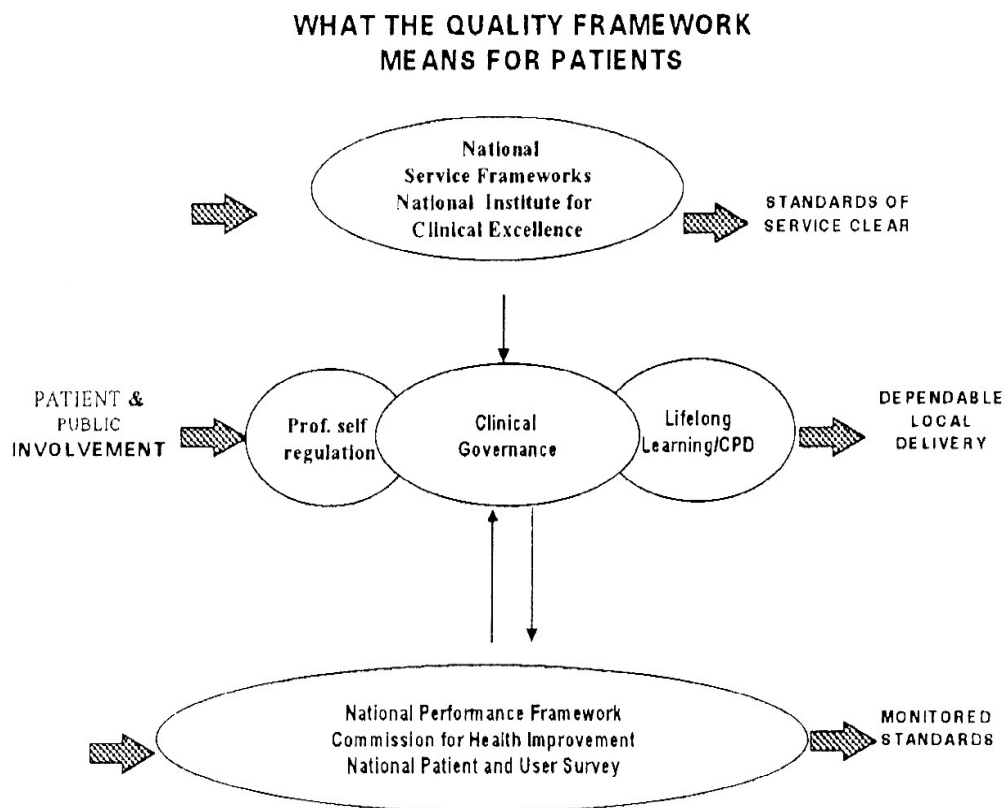 WHAT THE QUALITY FRAMEWORK
MEANS FOR PATIENTS
National
Service Frameworks
National Institute for
Clinical Excellence
STANDARDS OF
SERVICE CLEAR
PATIENT &
PUBLIC
INVOLVEMENT
Prof. self
regulation
Clinical
Governance
Lifelong
Learning/CPD
DEPENDABLE
LOCAL
DELIVERY
National Performance Framework
Commission for Health Improvement
National Patient and User Survey
MONITORED
STANDARDS